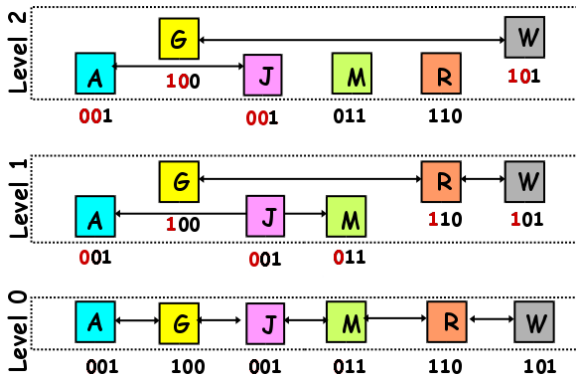 Level 2
G W
A J M R
100 101
001 001 011 110
Level 1
G R W
A J M
100 110 101
001 001 011
Level 0
A G J M R W
001 100 001 011 110 101